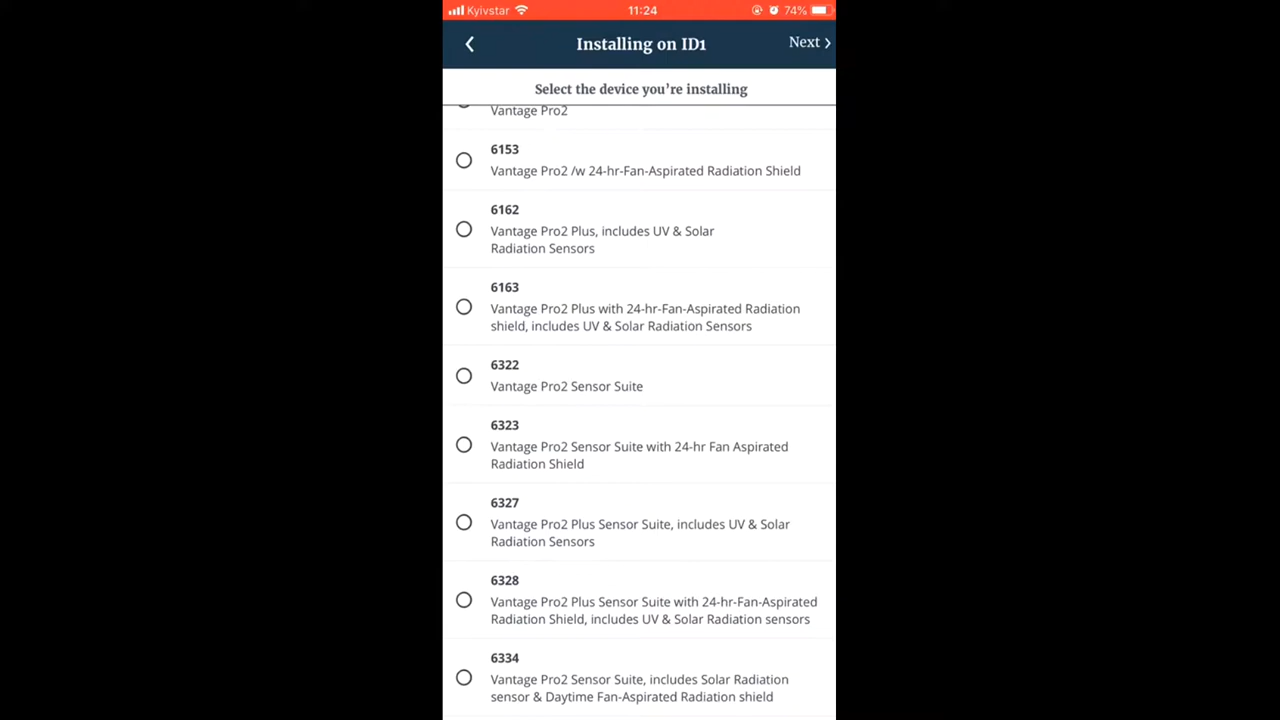 Kyivstar 11:24 74%
Installing on ID1 Next
Select the device you're installing
Vantage Pro2
6153
Vantage Pro2 /w 24-hr-Fan-Aspirated Radiation Shield
6162
Vantage Pro2 Plus, includes UV & Solar
Radiation Sensors
6163
Vantage Pro2 Plus with 24-hr-Fan-Aspirated Radiation
shield, includes UV & Solar Radiation Sensors
6322
Vantage Pro2 Sensor Suite
6323
Vantage Pro2 Sensor Suite with 24-hr Fan Aspirated
Radiation Shield
6327
Vantage Pro2 Plus Sensor Suite, includes UV & Solar
Radiation Sensors
6328
Vantage Pro2 Plus Sensor Suite with 24-hr-Fan-Aspirated
Radiation Shield, includes UV & Solar Radiation sensors
6334
Vantage Pro2 Sensor Suite, includes Solar Radiation
sensor & Daytime Fan-Aspirated Radiation shield